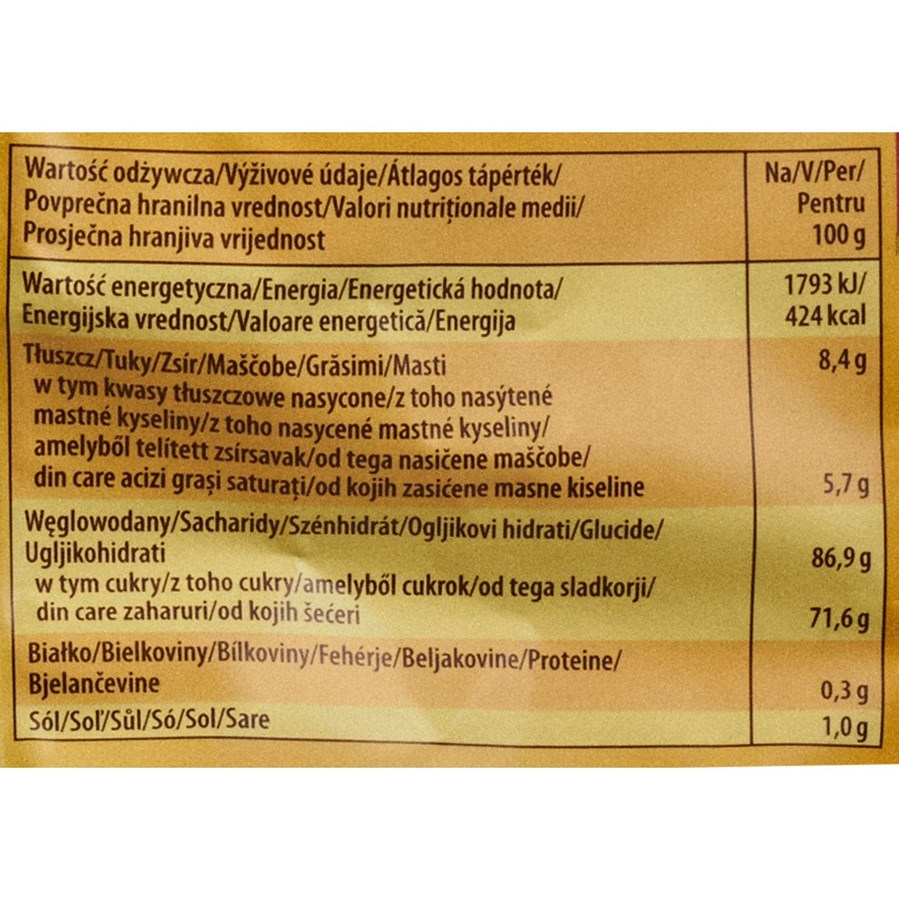 Wartość odżywcza/Výživové údaje/Átlagos tápérték/
Povprečna hranilna vrednost/Valori nutriționale medii/
Prosječna hranjiva vrijednost
Na/V/Per/
Pentru
100 g
Wartość energetyczna/Energia/Energetická hodnota/
Energijska vrednost/Valoare energetică/Energija
1793 kJ/
424 kcal
Tłuszcz/Tuky/Zsír/Maščobe/Grăsimi/Masti
8,4 g
w tym kwasy tłuszczowe nasycone/z toho nasýtené
mastné kyseliny/z toho nasycené mastné kyseliny/
amelyből telített zsírsavak/od tega nasičene maščobe/
din care acizi grași saturați/od kojih zasićene masne kiseline
5,7 g
Węglowodany/Sacharidy/Szénhidrát/Ogljikovi hidrati/Glucide/
Ugljikohidrati
86,9 g
w tym cukry/z toho cukry/amelyből cukrok/od tega sladkorji/
din care zaharuri/od kojih šećeri
71,6 g
Białko/Bielkoviny/Bílkoviny/Fehérje/Beljakovine/Proteine/
Bjelančevine
0,3 g
Sól/Soľ/Sůl/Só/Sol/Sare
1,0 g